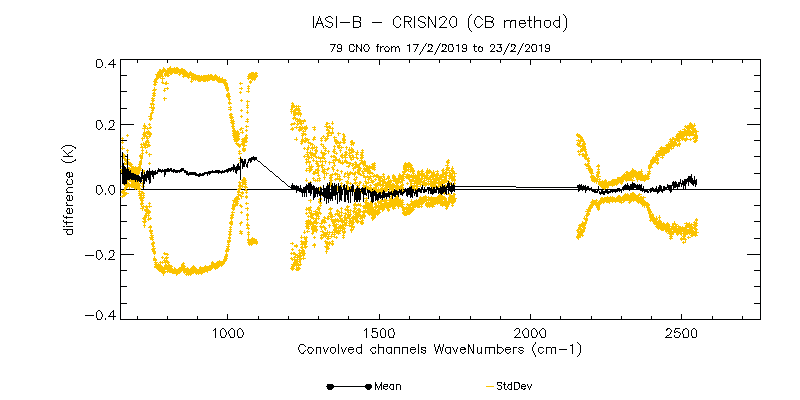 IASI-B - CRISN20 (CB method)
79 CNO from 17/2/2019 to 23/2/2019
difference (K)
0.4
0.2
0.0
-0.2
-0.4
1000 1500 2000 2500
Convolved channels WaveNumbers (cm-1)
Mean StdDev